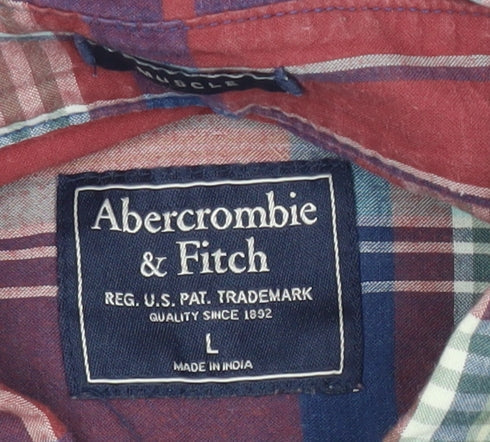 MUSCLE
Abercrombie
& Fitch
REG. U.S. PAT. TRADEMARK
QUALITY SINCE 1892
L
MADE IN INDIA